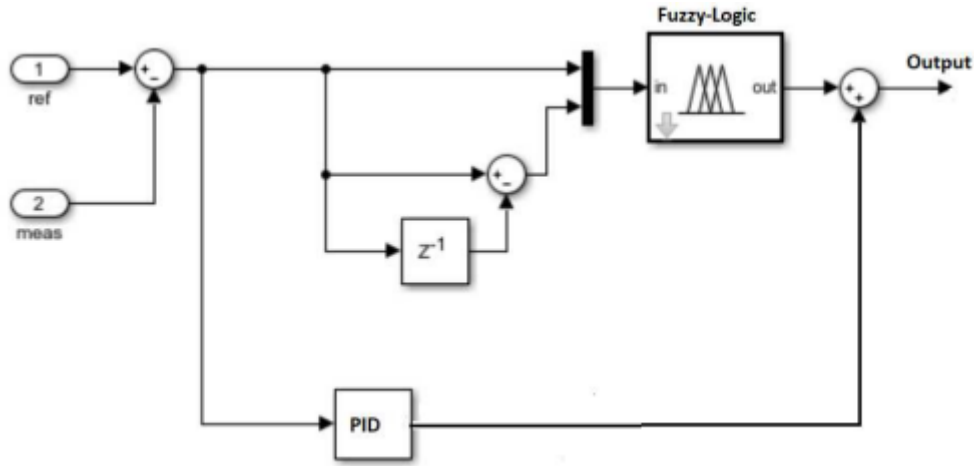 Fuzzy-Logic
1
ref
+
-
in
out
+
+
Output
2
meas
+
-
Z-1
PID